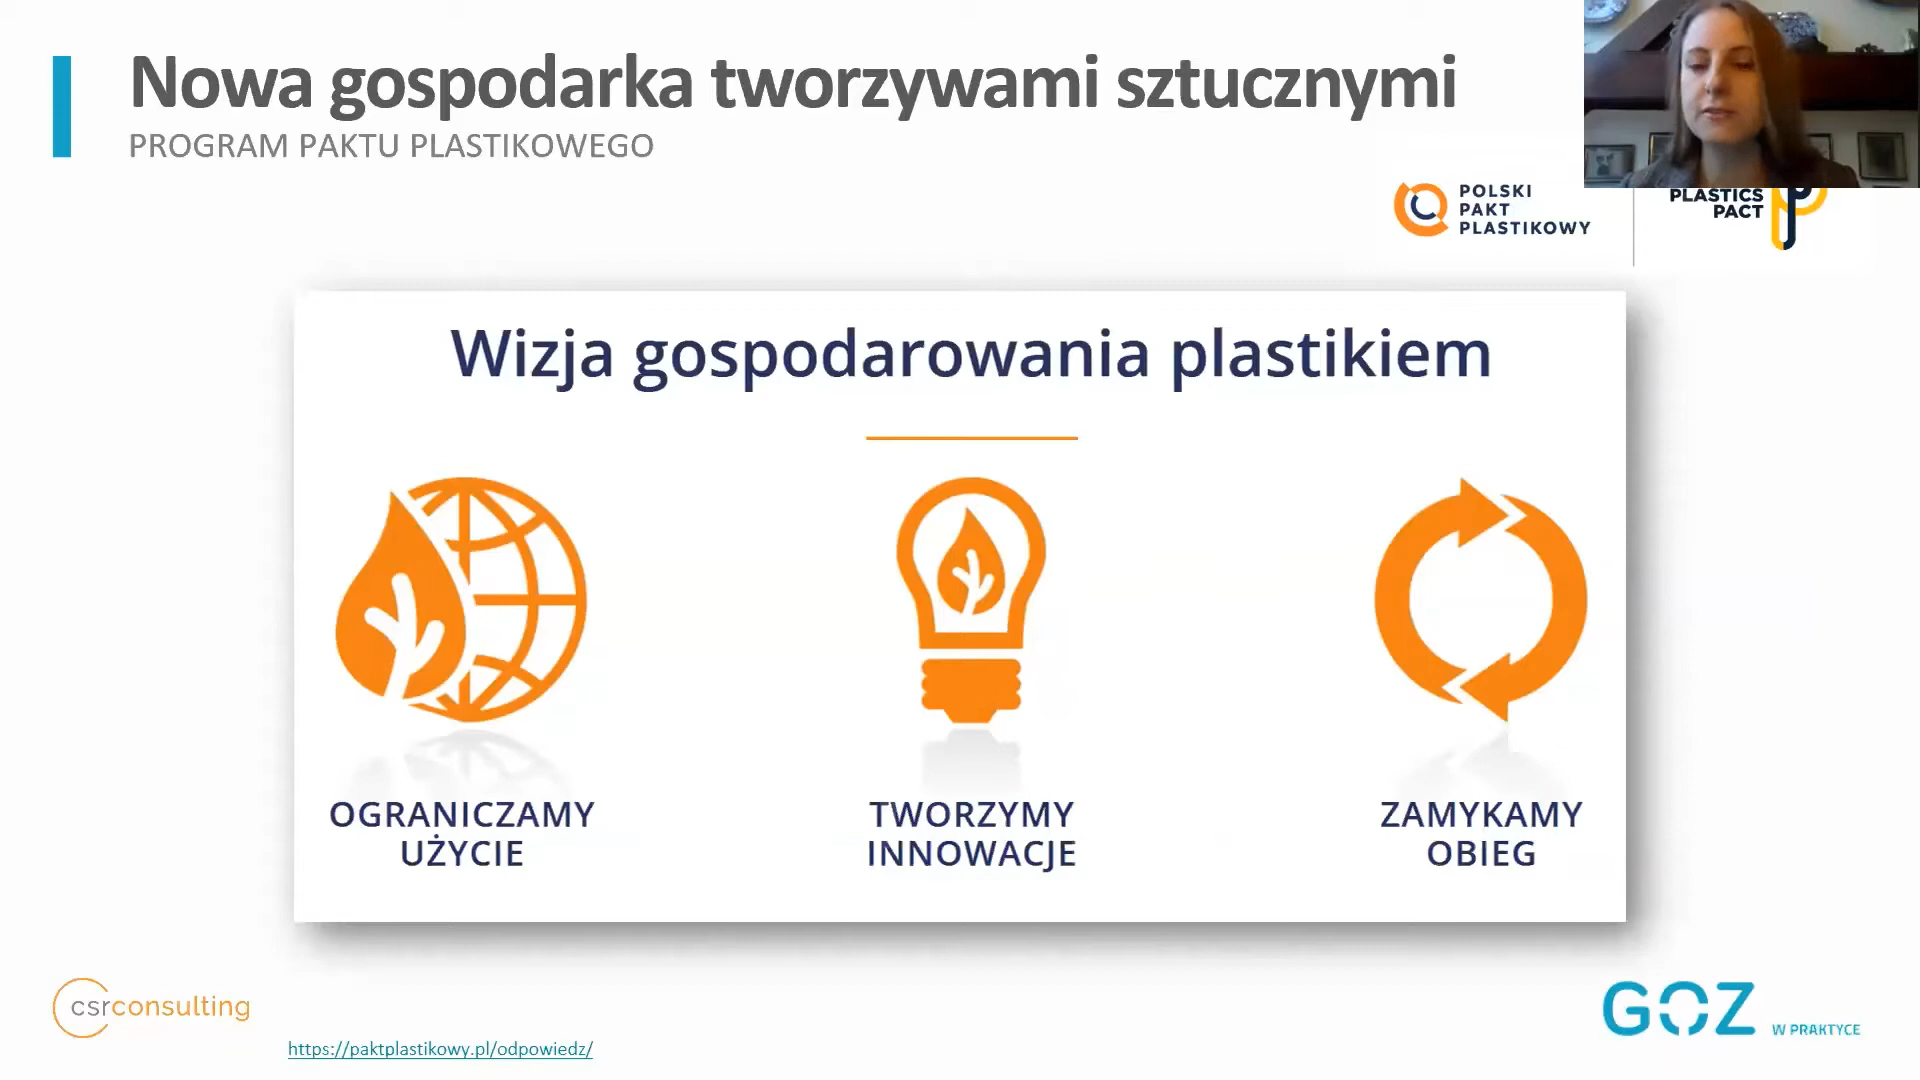 Nowa gospodarka tworzywami sztucznymi
PROGRAM PAKTU PLASTIKOWEGO
POLSKI
PAKT
PLASTIKOWY
PLASTICS
PACT
Wizja gospodarowania plastikiem
OGRANICZAMY
UŻYCIE
TWORZYMY
INNOWACJE
ZAMYKAMY
OBIEG
csrconsulting
https://paktplastikowy.pl/odpowiedz/
GOZ W PRAKTYCE